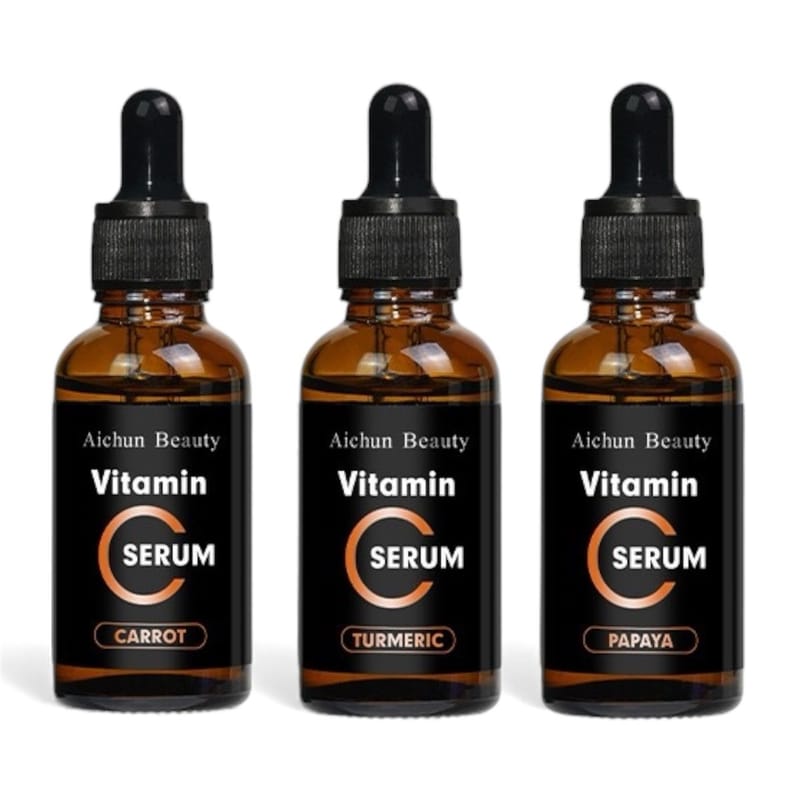 Aichun Beauty
Vitamin
C SERUM
CARROT
Aichun Beauty
Vitamin
C SERUM
TURMERIC
Aichun Beauty
Vitamin
C SERUM
PAPAYA